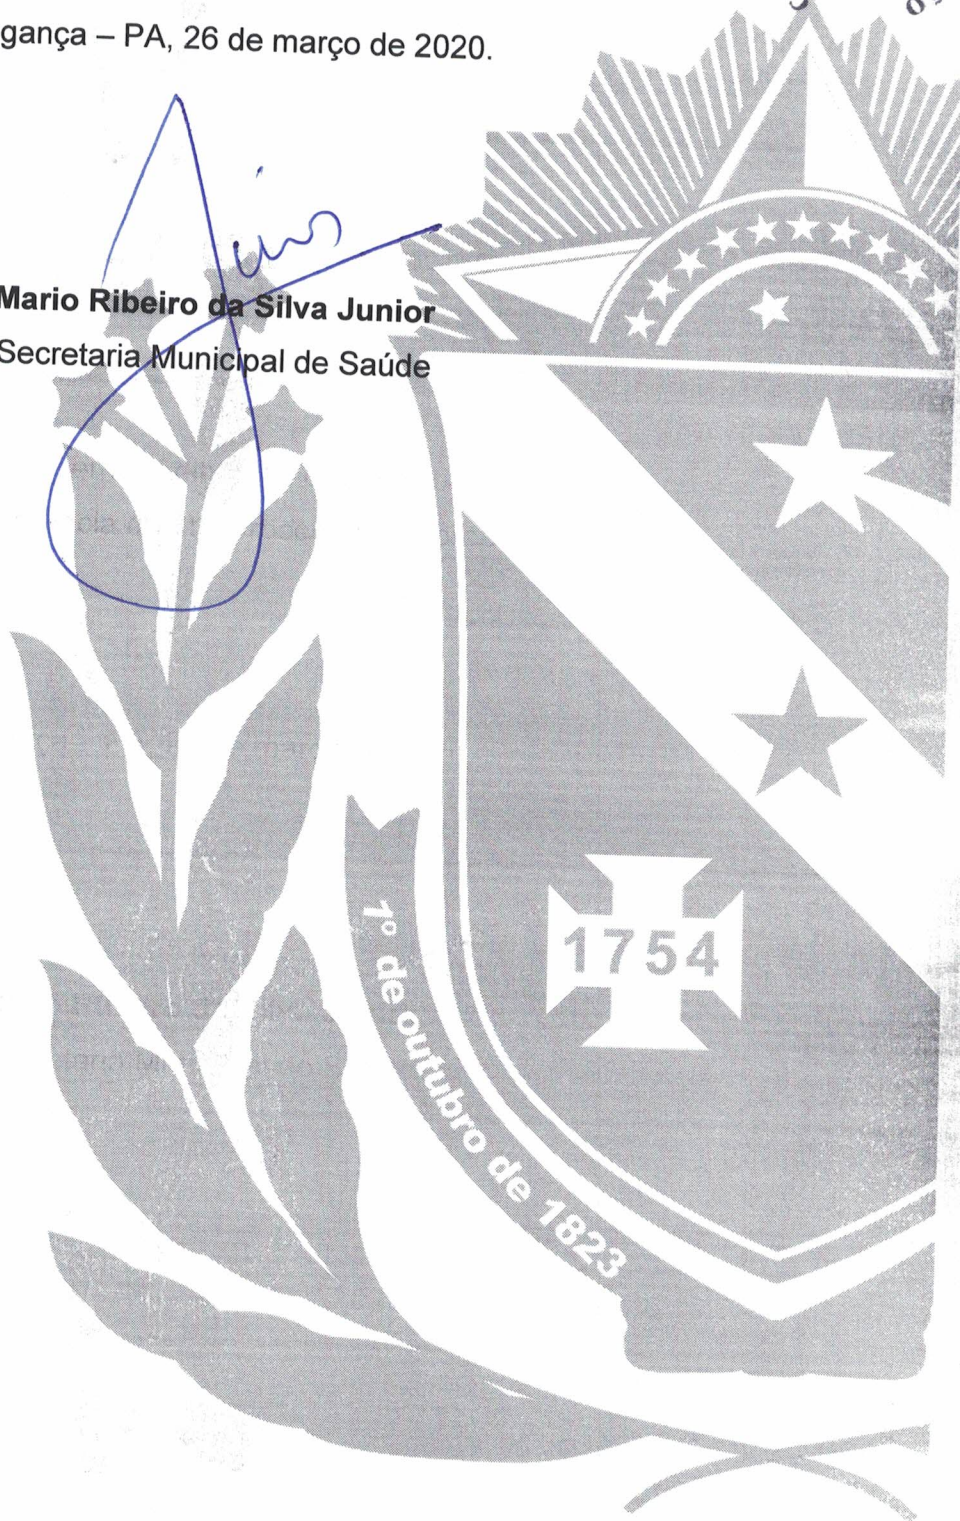 gança – PA, 26 de março de 2020.
Mario Ribeiro da Silva Junior
Secretaria Municipal de Saúde
1754
1º de outubro de 1823